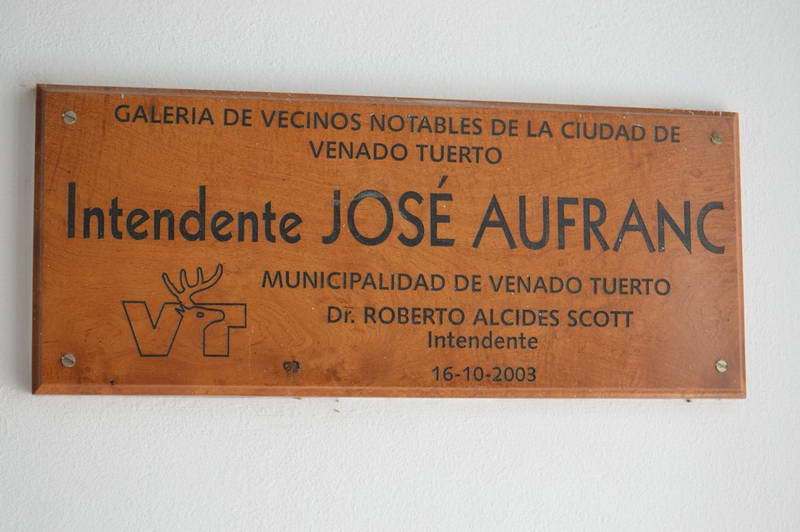 GALERIA DE VECINOS NOTABLES DE LA CIUDAD DE
VENADO TUERTO
Intendente JOSÉ AUFRANC
MUNICIPALIDAD DE VENADO TUERTO
Dr. ROBERTO ALCIDES SCOTT
Intendente
16-10-2003
VT